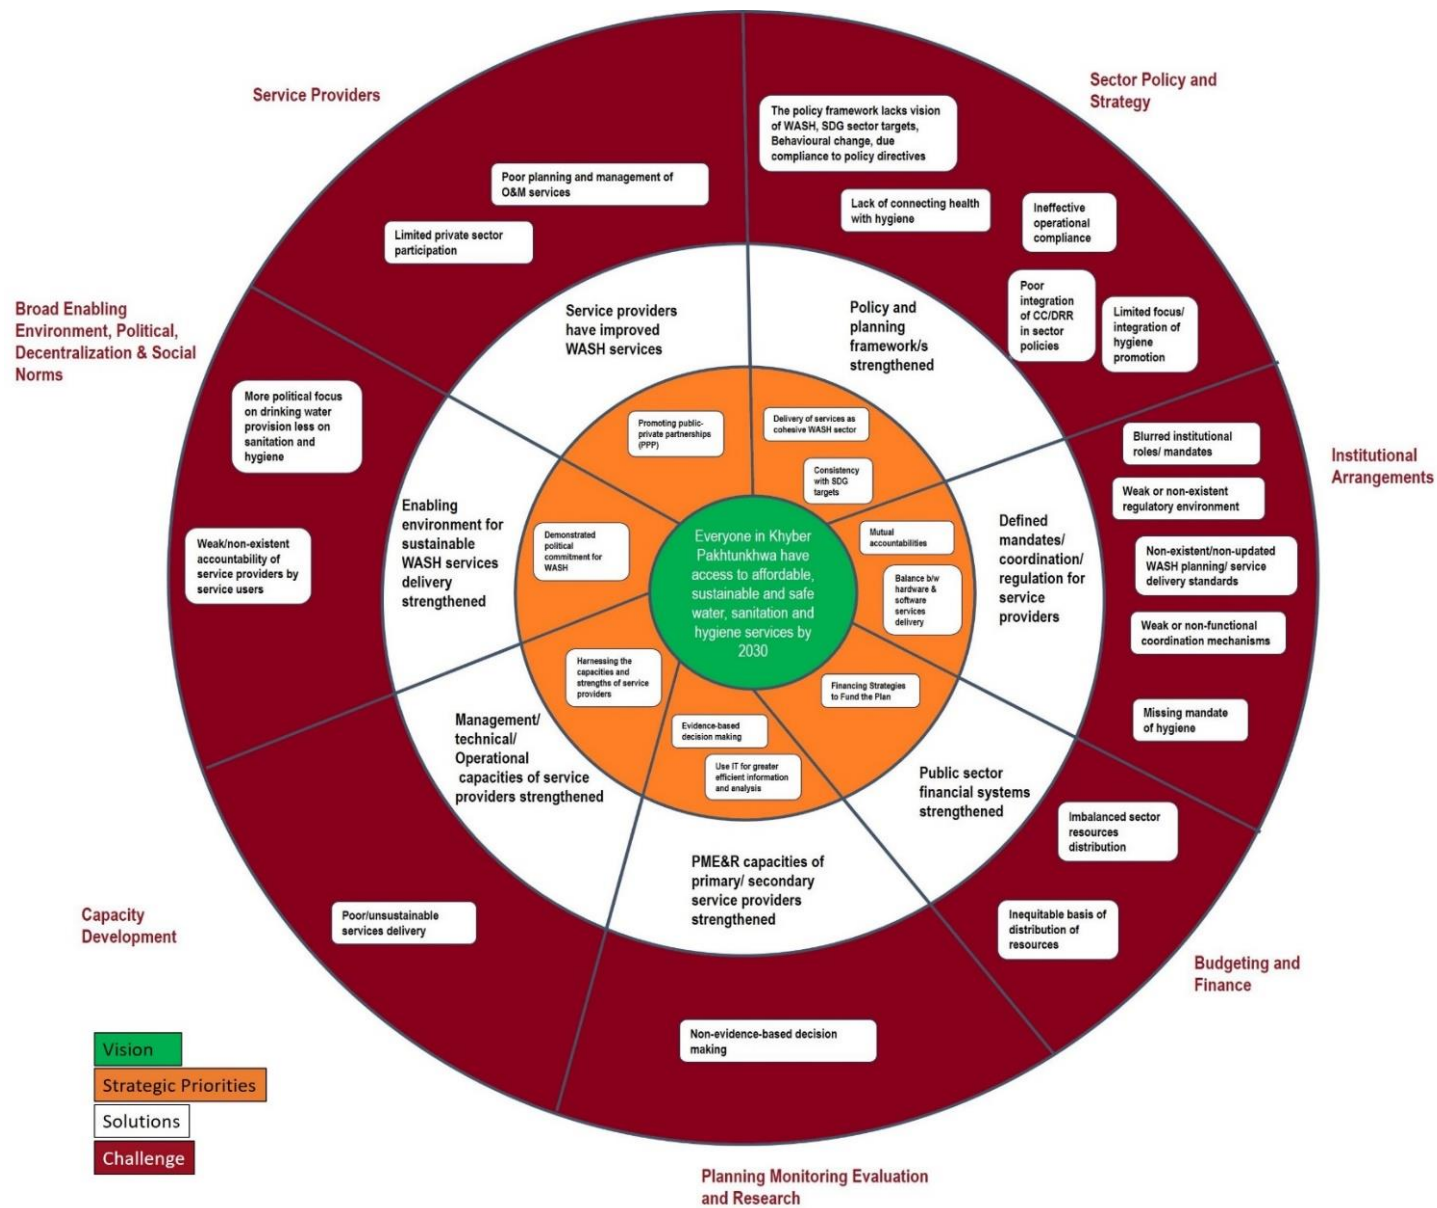 Service Providers
Sector Policy and
Strategy
The policy framework lacks vision
of WASH, SDG sector targets,
Behavioural change, due
compliance to policy directives
Poor planning and management of
O&M services
Lack of connecting health
with hygiene
Ineffective
operational
compliance
Limited private sector
participation
Poor
integration
of CC/DRR
in sector
policies
Limited focus/
integration of
hygiene
promotion
Broad Enabling
Environment, Political,
Decentralization & Social
Norms
Service providers
have improved
WASH services
Policy and
planning
framework/s
strengthened
More political focus
on drinking water
provision less on
sanitation and
hygiene
Promoting public-
private partnerships
(PPP)
Delivery of services as
cohesive WASH sector
Consistency
with SDG
targets
Blurred institutional
roles/ mandates
Institutional
Arrangements
Weak or non-existent
regulatory environment
Enabling
environment for
sustainable
WASH services
delivery
strengthened
Demonstrated
political
commitment for
WASH
Everyone in Khyber
Pakhtunkhwa have
access to affordable,
sustainable and safe
water, sanitation and
hygiene services by
2030
Mutual
accountabilities
Balance b/w
hardware &
software
services
delivery
Defined
mandates/
coordination/
regulation for
service
providers
Non-existent/non-updated
WASH planning/ service
delivery standards
Weak/non-existent
accountability of
service providers by
service users
Weak or non-functional
coordination mechanisms
Harnessing the
capacities and
strengths of service
providers
Financing Strategies
to Fund the Plan
Missing mandate
of hygiene
Management/
technical/
Operational
capacities of service
providers strengthened
Evidence-based
decision making
Use IT for greater
efficient information
and analysis
Public sector
financial systems
strengthened
Imbalanced sector
resources
distribution
PME&R capacities of
primary/ secondary
service providers
strengthened
Capacity
Development
Poor/unsustainable
services delivery
Inequitable basis of
distribution of
resources
Budgeting and
Finance
Non-evidence-based decision
making
Vision
Strategic Priorities
Solutions
Challenge
Planning Monitoring Evaluation
and Research